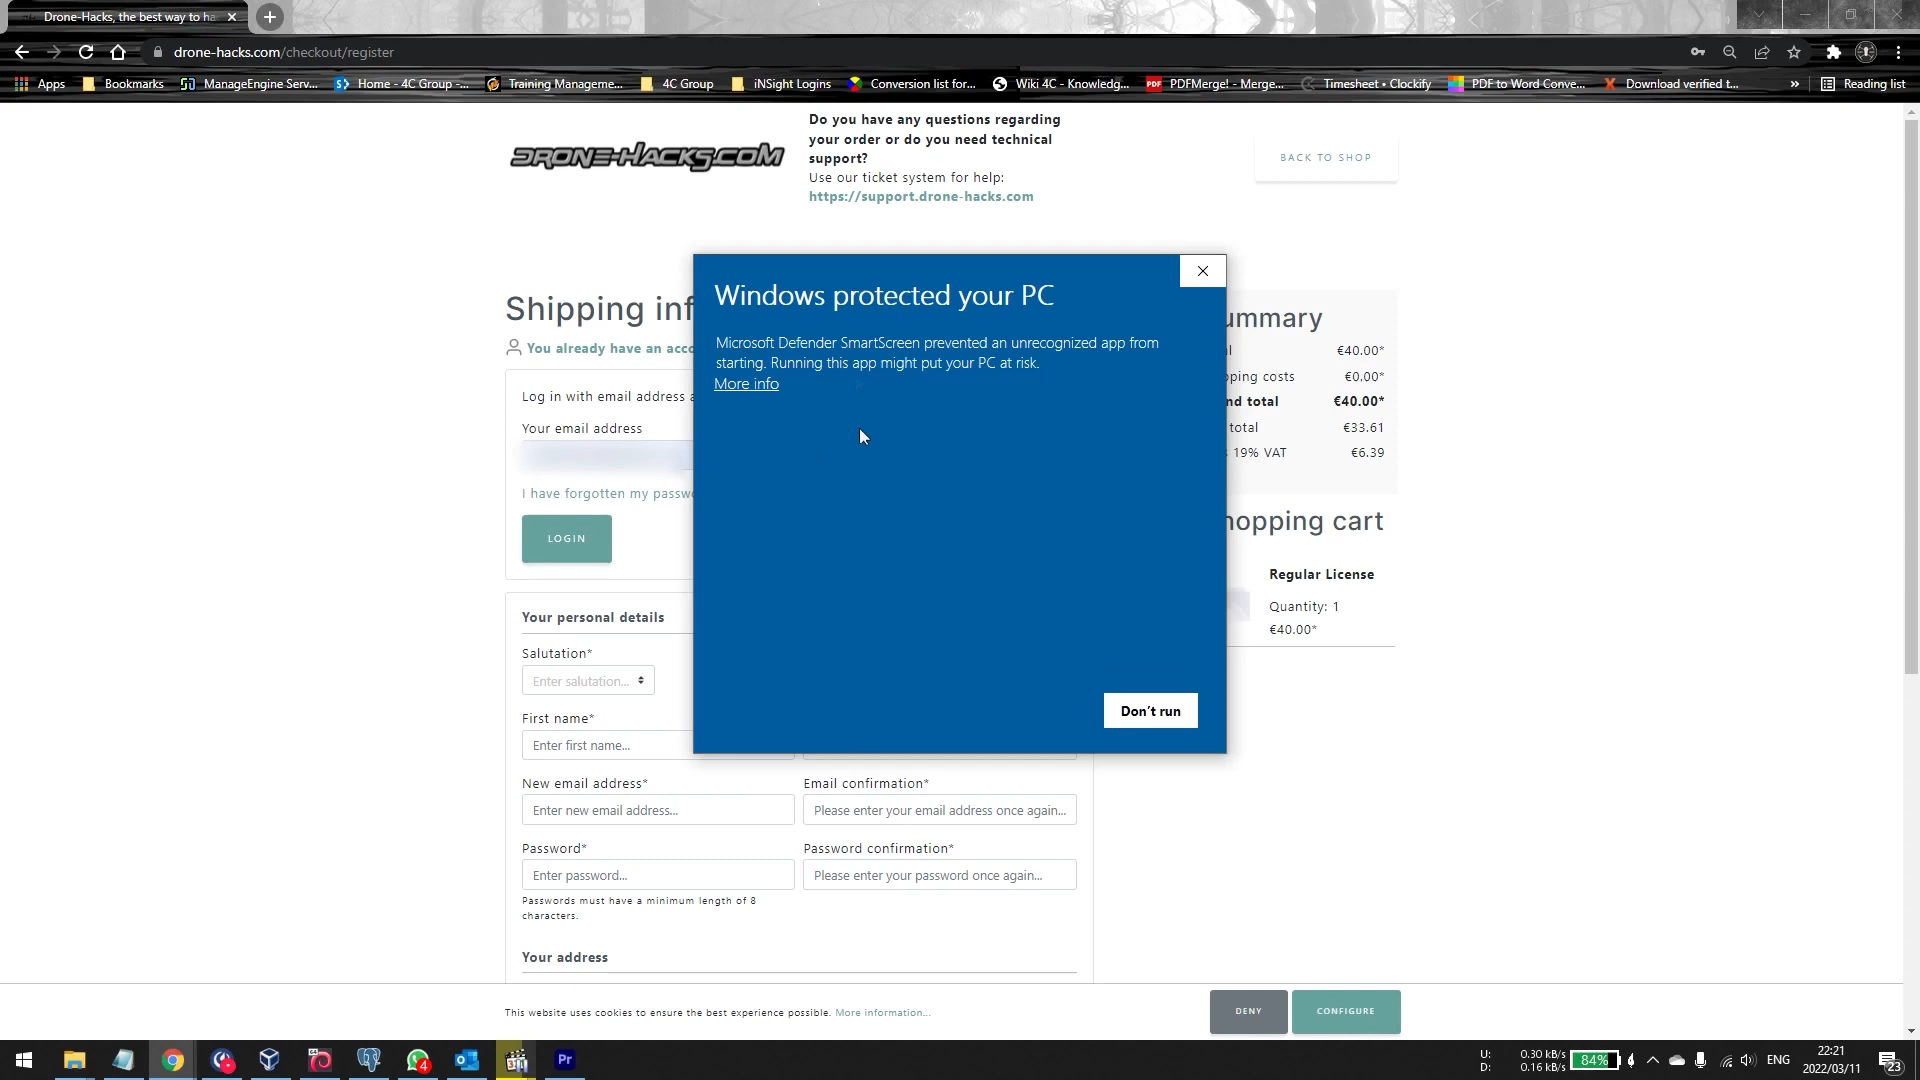 Drone-Hacks, the best way to ha
drone-hacks.com/checkout/register
Apps
Bookmarks
ManageEngine Serv...
Home - 4C Group -...
Training Manageme...
4C Group
iNSight Logins
Conversion list for...
Wiki 4C - Knowledg...
PDF
PDFMerge! - Merge...
Timesheet • Clockify
PDF to Word Conve...
Download verified t...
»
Reading list
DRONE-HACKS.COM
Do you have any questions regarding
your order or do you need technical
support?
Use our ticket system for help:
https://support.drone-hacks.com
BACK TO SHOP
Windows protected your PC
Microsoft Defender SmartScreen prevented an unrecognized app from
starting. Running this app might put your PC at risk.
More info
Don't run
Shipping inf
You already have an acco
Log in with email address a
Your email address
I have forgotten my passwo
LOGIN
Your personal details
Salutation*
Enter salutation...
First name*
Enter first name...
New email address*
Email confirmation*
Enter new email address...
Please enter your email address once again...
Password*
Password confirmation*
Enter password...
Please enter your password once again...
Passwords must have a minimum length of 8
characters.
Your address
ummary
l €40.00*
pping costs €0.00*
nd total €40.00*
total €33.61
s 19% VAT €6.39
hopping cart
Regular License
Quantity: 1
€40.00*
This website uses cookies to ensure the best experience possible. More information...
DENY
CONFIGURE
4
Pr
U: 0.30 kB/s
D: 0.16 kB/s
84%
ENG
22:21
2022/03/11
23